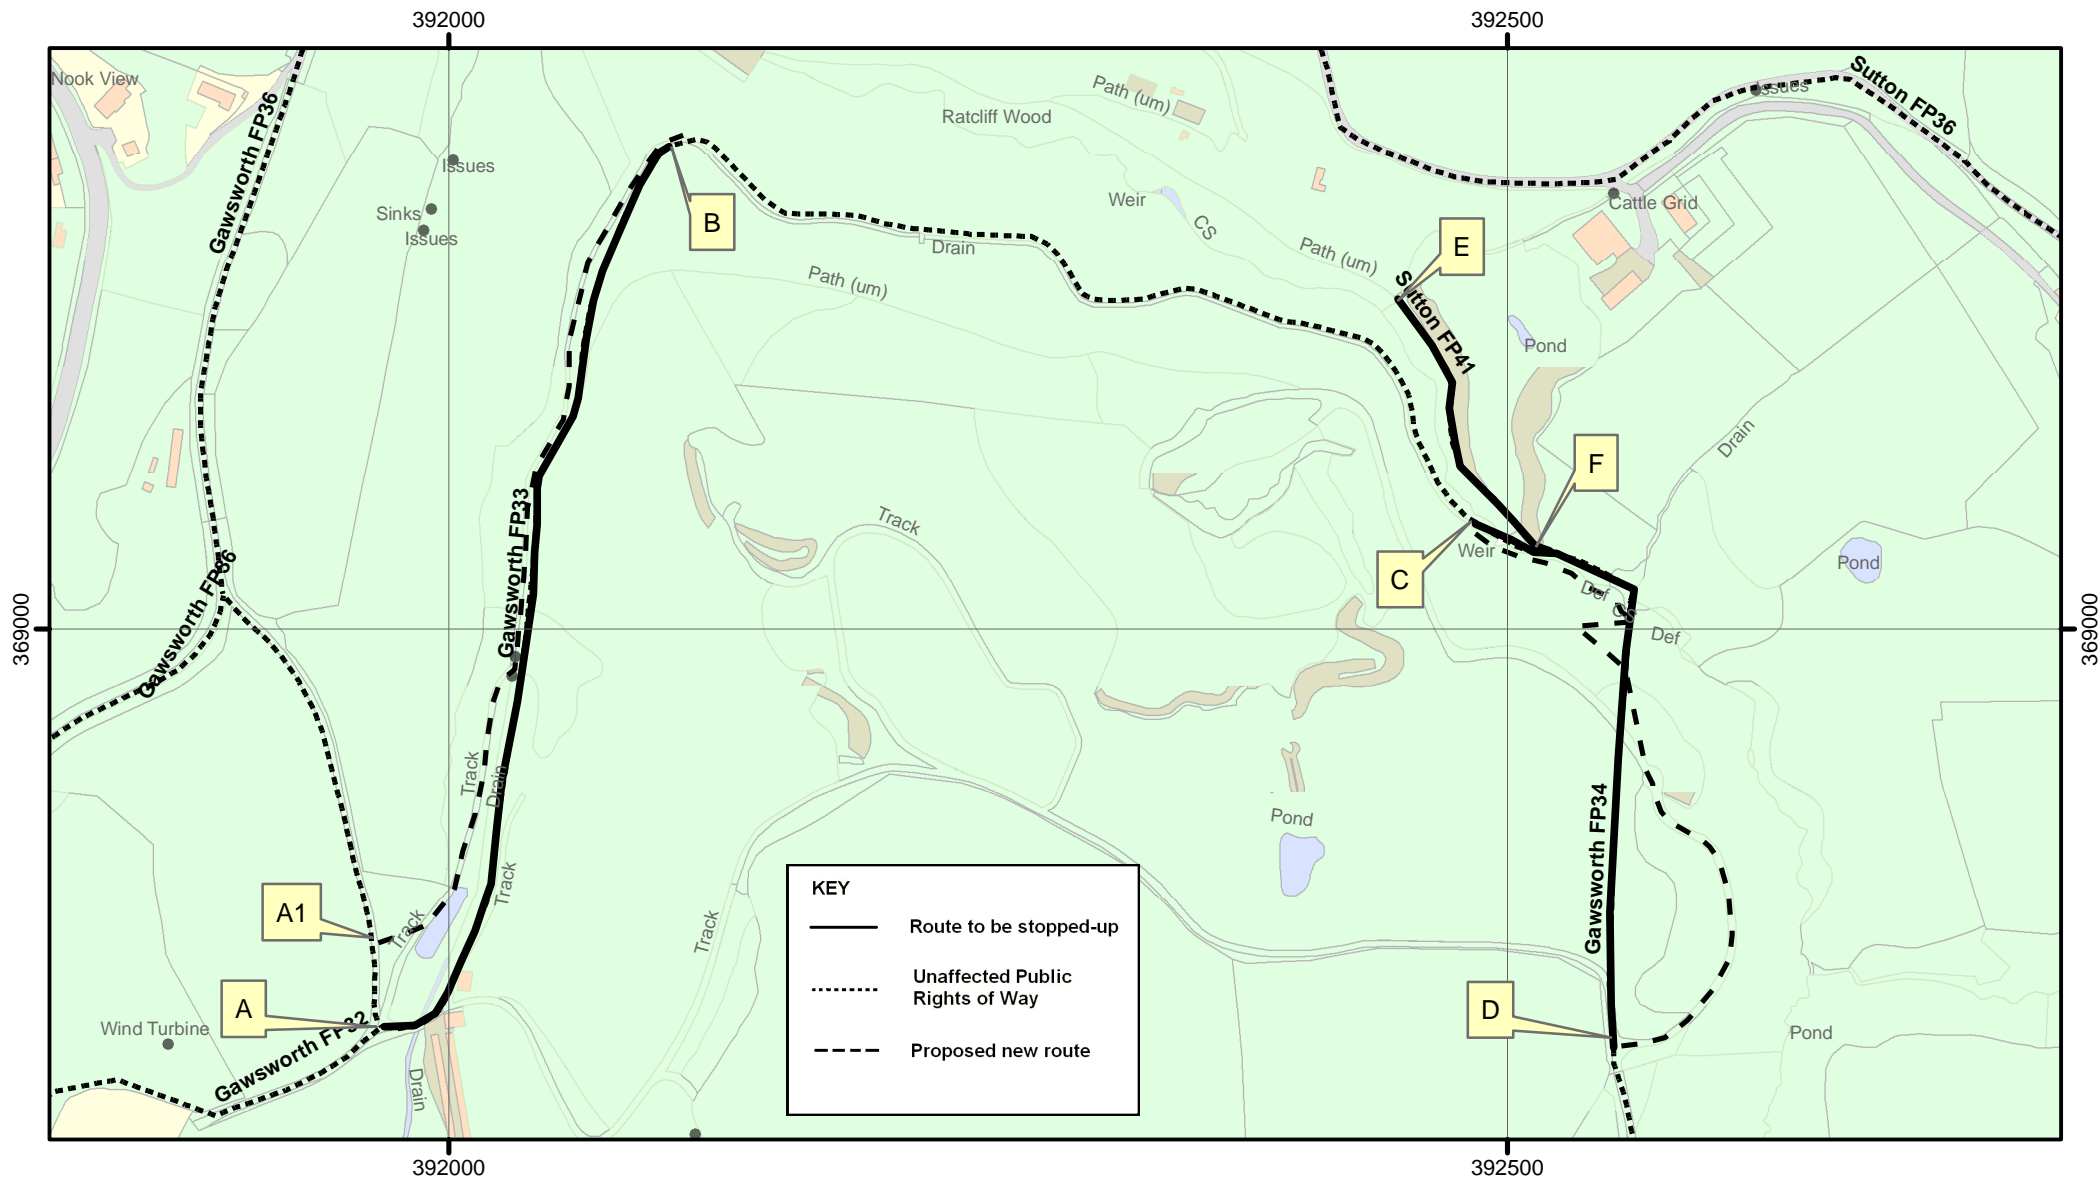 392000
392500
Nook View
Gawsworth FP36
Issues
Sinks
Issues
Path (um)
Ratcliff Wood
Issues
Sutton FP36
Weir
CS
Cattle Grid
B
Drain
Path (um)
Path (um)
E
Sutton FP41
Pond
F
Drain
Gawsworth FP33
Track
C
Weir
Def
CS
Def
Pond
369000
369000
Gawsworth FP36
Track
Drain
Track
Track
Pond
Gawsworth FP34
A1
Track
A
Wind Turbine
Gawsworth FP32
Drain
D
Pond
KEY
Route to be stopped-up
Unaffected Public
Rights of Way
Proposed new route
392000
392500